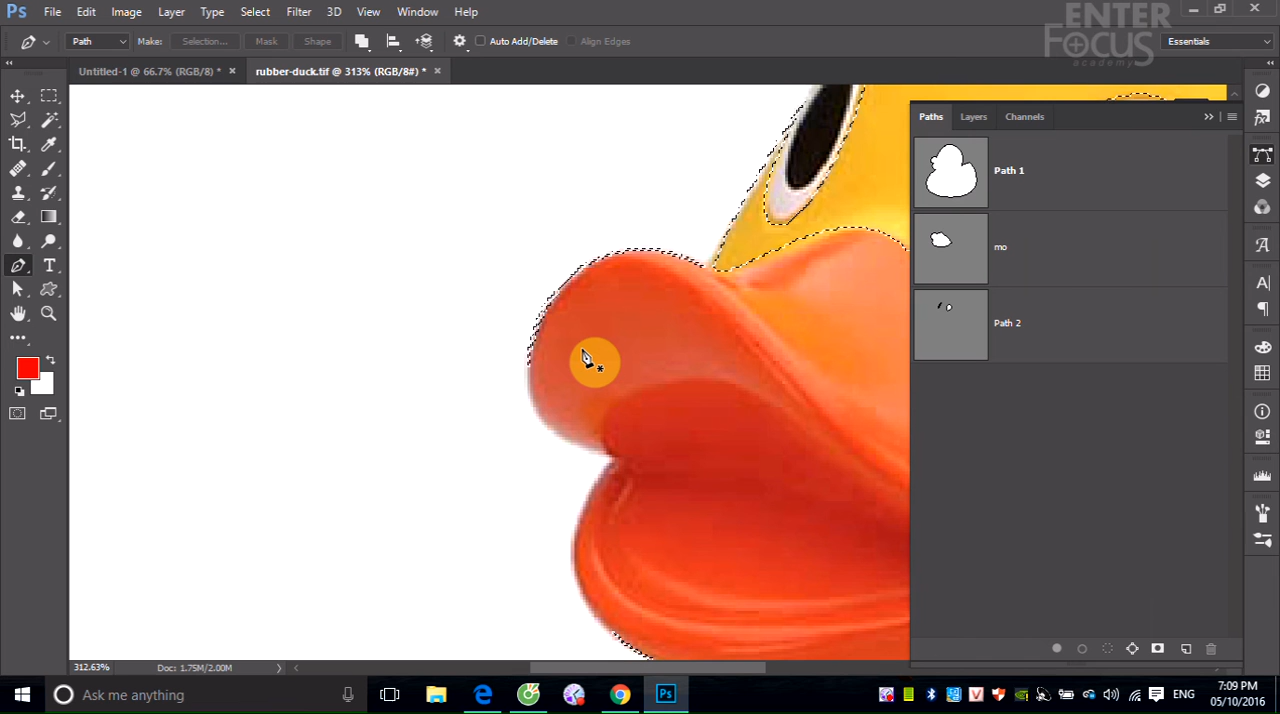 Ps File Edit Image Layer Type Select Filter 3D View Window Help
ENTER
FOCUS
academy
Path Make: Selection... Mask Shape Auto Add/Delete Align Edges Essentials
Untitled-1 @ 66.7% (RGB/8) * × rubber-duck.tif @ 313% (RGB/8#) * ×
Paths Layers Channels
Path 1
mo
Path 2
312.63% Doc: 1.75M/2.00M
Ask me anything
Ps
ENG
7:09 PM
05/10/2016